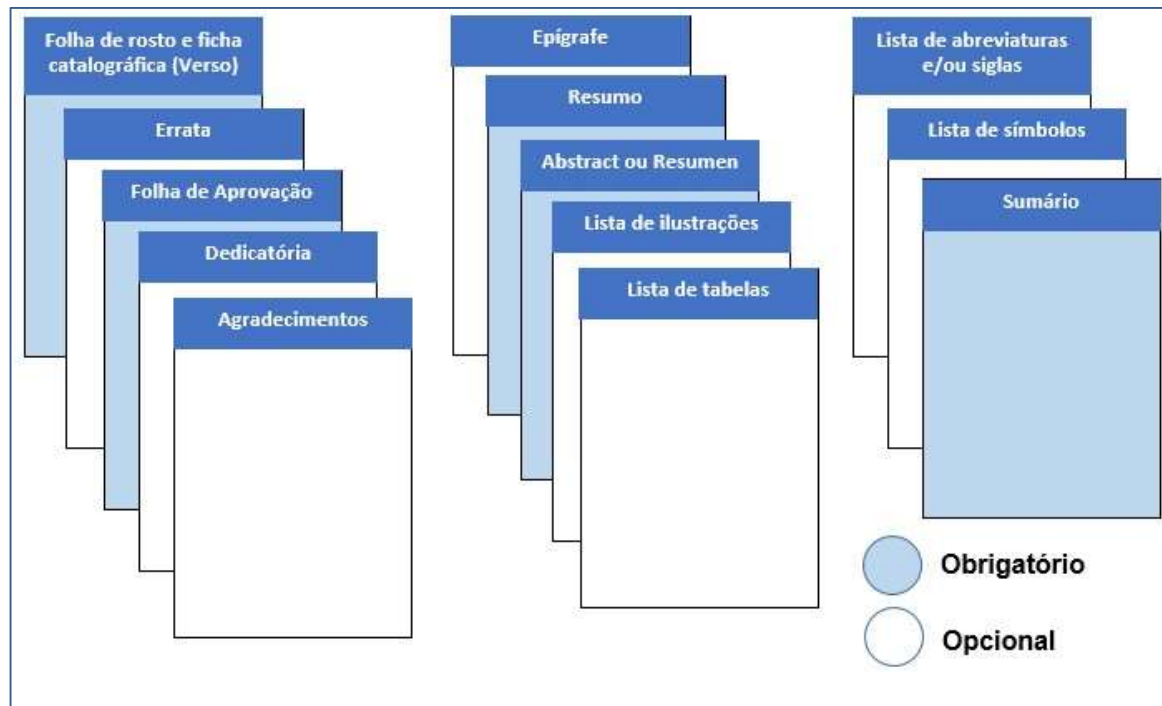 Folha de rosto e ficha
catalográfica (Verso)
Errata
Folha de Aprovação
Dedicatória
Agradecimentos
Epígrafe
Resumo
Abstract ou Resumen
Lista de ilustrações
Lista de tabelas
Lista de abreviaturas
e/ou siglas
Lista de símbolos
Sumário
Obrigatório
Opcional